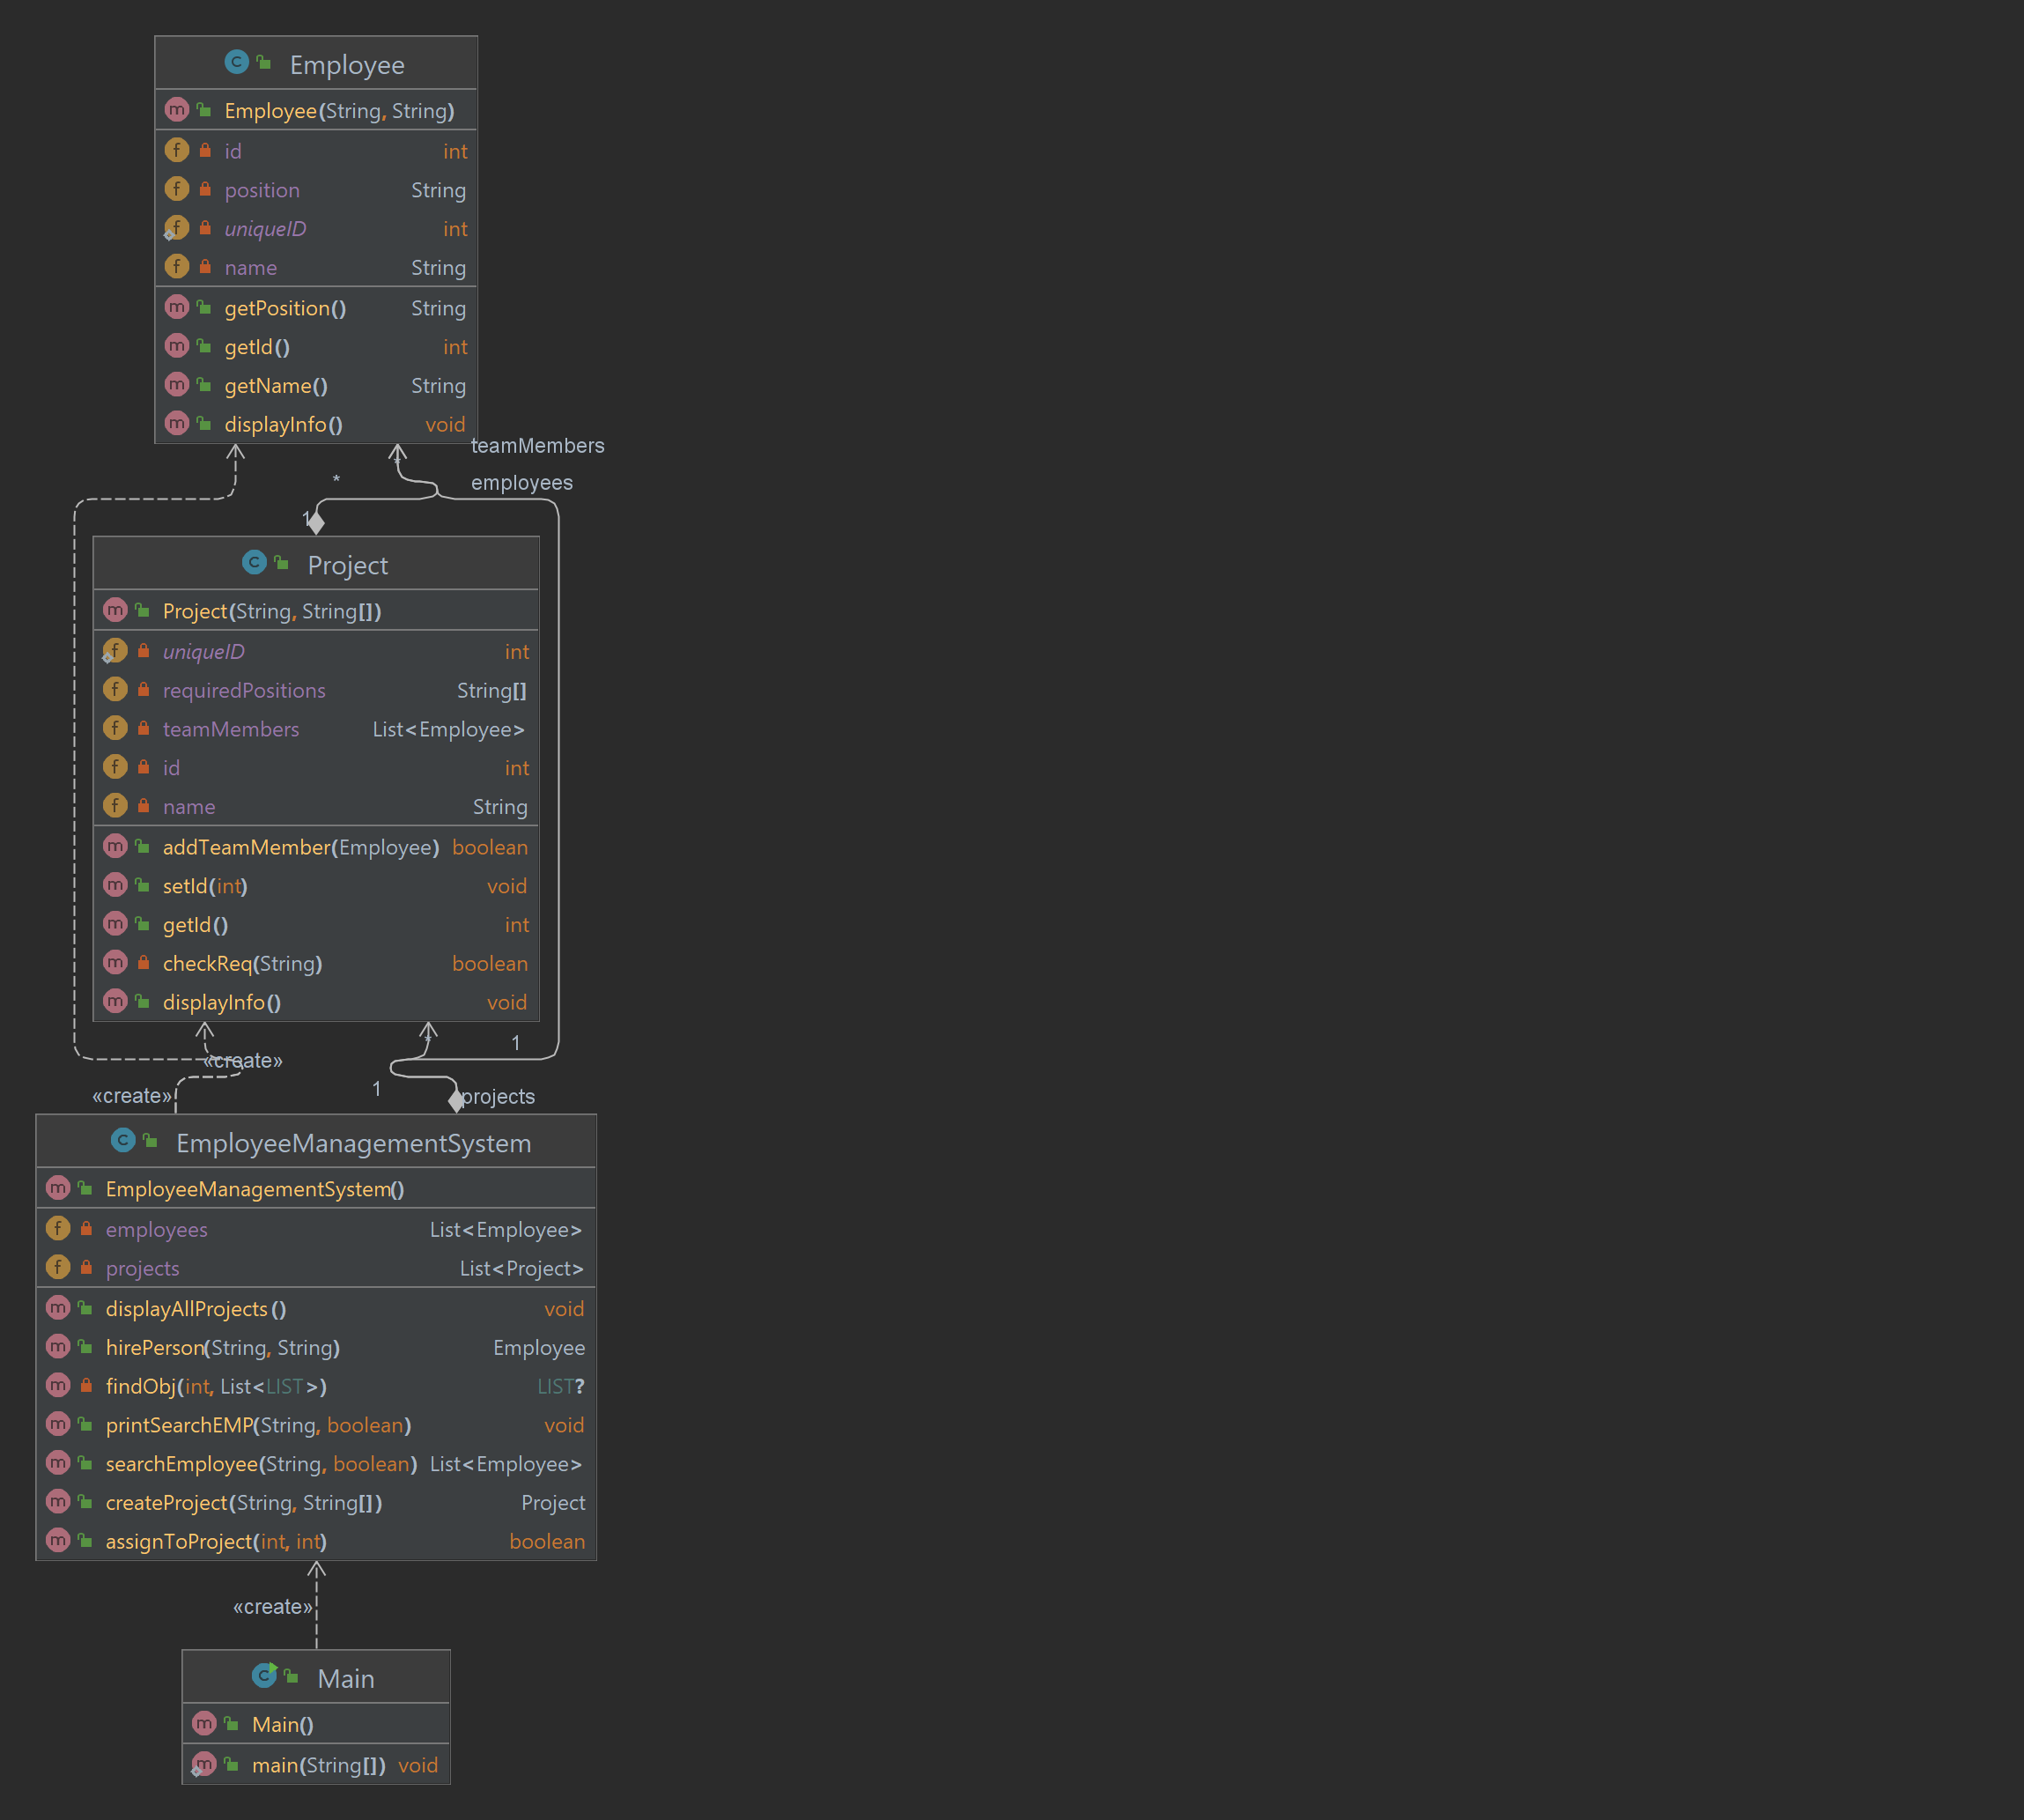 Employee
Employee(String, String)
id int
position String
uniqueID int
name String
getPosition() String
getId() int
getName() String
displayInfo() void
teamMembers
*
* employees
1
Project
Project(String, String[])
uniqueID int
requiredPositions String[]
teamMembers List<Employee>
id int
name String
addTeamMember(Employee) boolean
setId(int) void
getId() int
checkReq(String) boolean
displayInfo() void
* 1
«create»
1
«create» projects
EmployeeManagementSystem
EmployeeManagementSystem()
employees List<Employee>
projects List<Project>
displayAllProjects() void
hirePerson(String, String) Employee
findObj(int, List<LIST>) LIST?
printSearchEMP(String, boolean) void
searchEmployee(String, boolean) List<Employee>
createProject(String, String[]) Project
assignToProject(int, int) boolean
«create»
Main
Main()
main(String[]) void